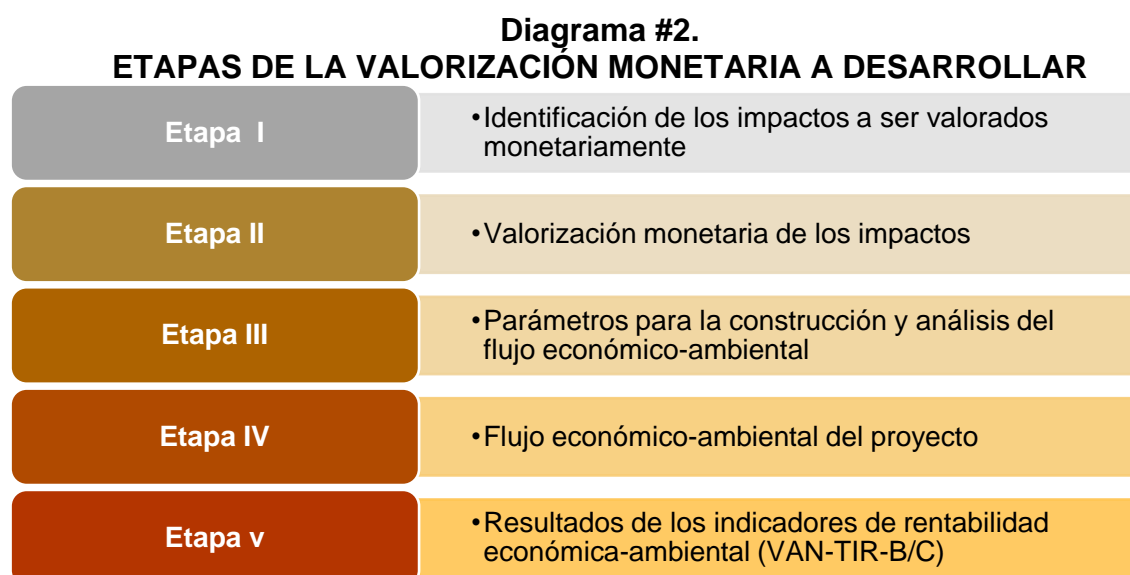 Diagrama #2.
ETAPAS DE LA VALORIZACIÓN MONETARIA A DESARROLLAR
Etapa I
•Identificación de los impactos a ser valorados
monetariamente
Etapa II
•Valorización monetaria de los impactos
Etapa III
•Parámetros para la construcción y análisis del
flujo económico-ambiental
Etapa IV
•Flujo económico-ambiental del proyecto
Etapa v
•Resultados de los indicadores de rentabilidad
económica-ambiental (VAN-TIR-B/C)